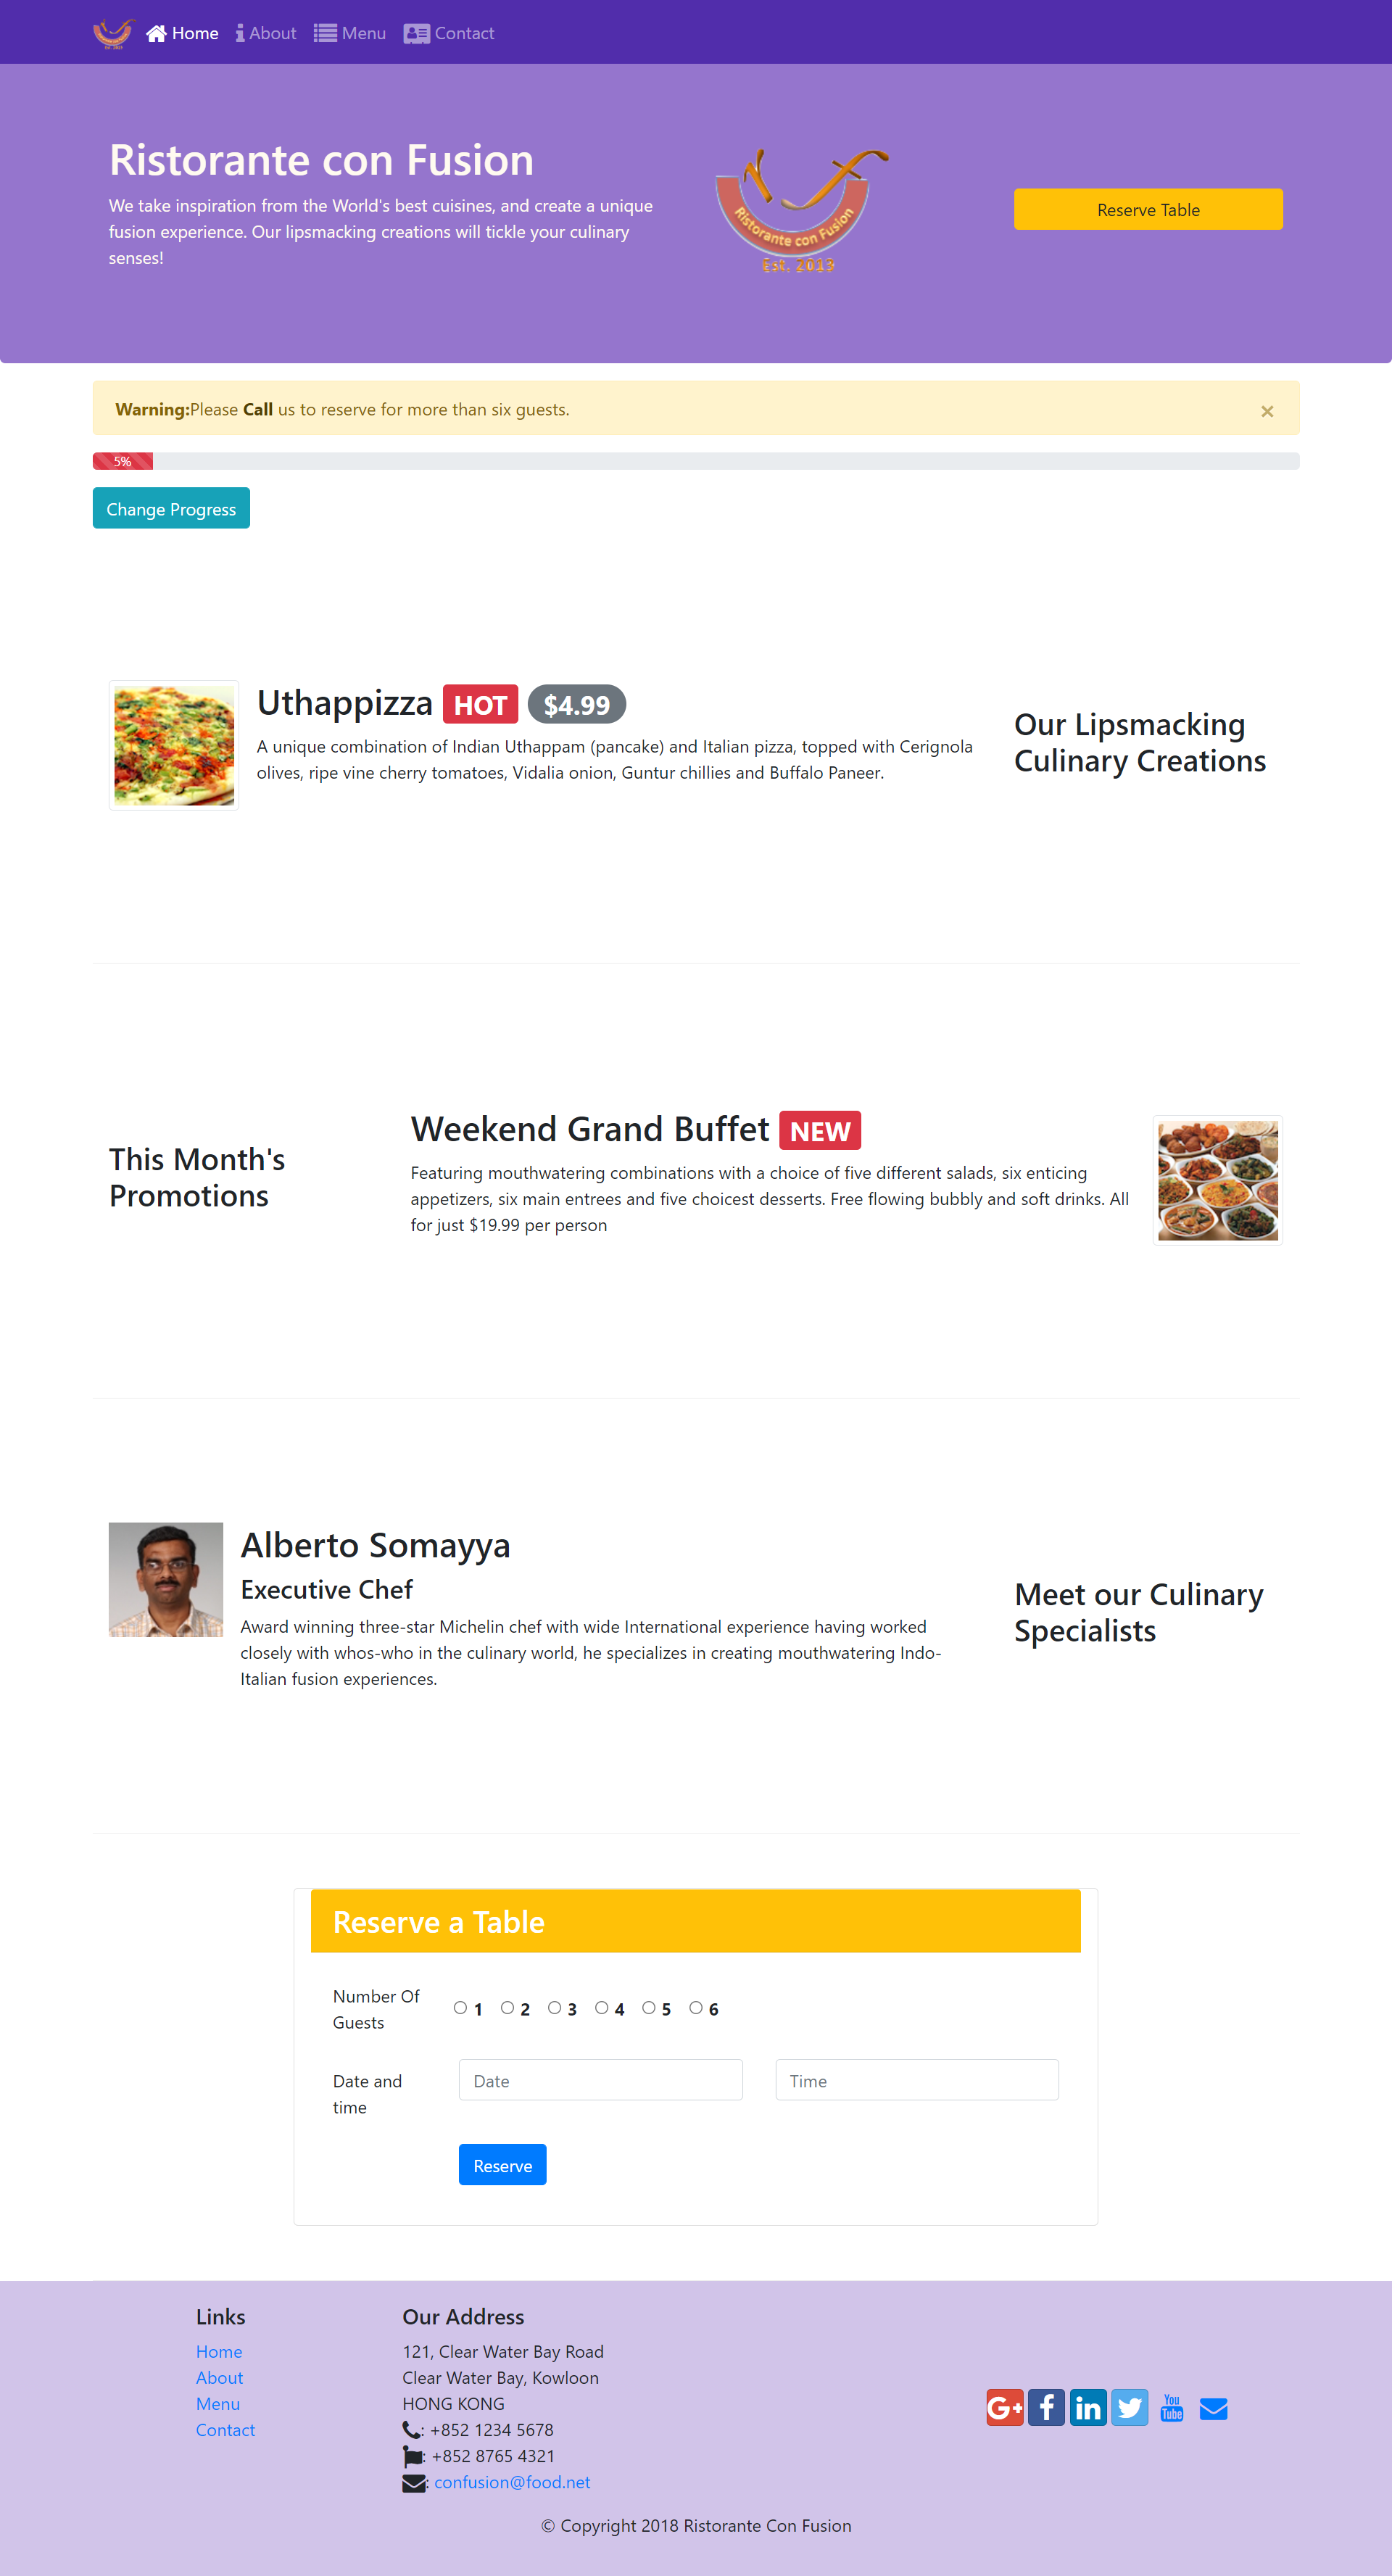 Home About Menu Contact
Ristorante con Fusion
We take inspiration from the World's best cuisines, and create a unique
fusion experience. Our lipsmacking creations will tickle your culinary
senses!
Ristorante con Fusion
Est. 2019
Reserve Table
Warning:Please Call us to reserve for more than six guests.
×
5%
Change Progress
Uthappizza HOT $4.99
A unique combination of Indian Uthappam (pancake) and Italian pizza, topped with Cerignola
olives, ripe vine cherry tomatoes, Vidalia onion, Guntur chillies and Buffalo Paneer.
Our Lipsmacking
Culinary Creations
This Month's
Promotions
Weekend Grand Buffet NEW
Featuring mouthwatering combinations with a choice of five different salads, six enticing
appetizers, six main entrees and five choicest desserts. Free flowing bubbly and soft drinks. All
for just $19.99 per person
Alberto Somayya
Executive Chef
Award winning three-star Michelin chef with wide International experience having worked
closely with whos-who in the culinary world, he specializes in creating mouthwatering Indo-
Italian fusion experiences.
Meet our Culinary
Specialists
Reserve a Table
Number Of
Guests
1 2 3 4 5 6
Date and
time
Date
Time
Reserve
Links
Home
About
Menu
Contact
Our Address
121, Clear Water Bay Road
Clear Water Bay, Kowloon
HONG KONG
: +852 1234 5678
: +852 8765 4321
: confusion@food.net
G+ f in You
Tube
© Copyright 2018 Ristorante Con Fusion